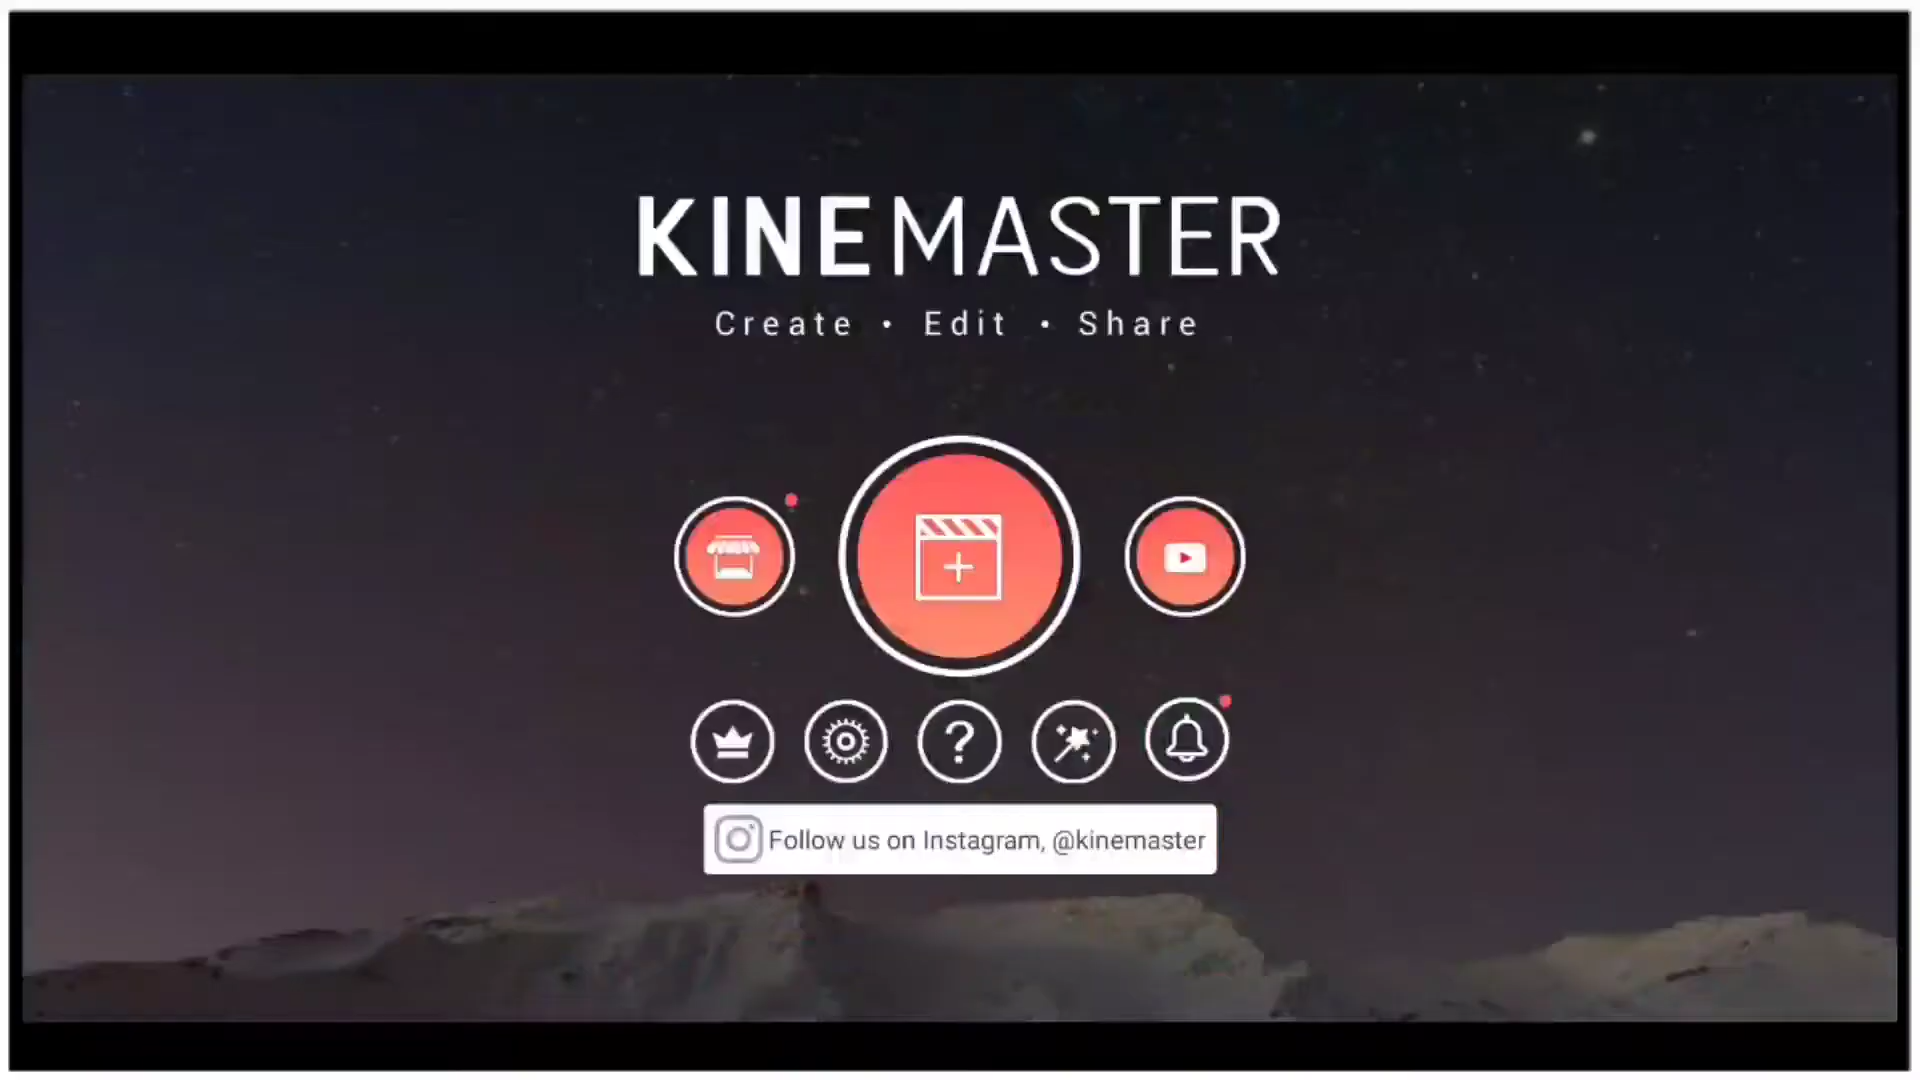 KINEMASTER
Create • Edit • Share
Follow us on Instagram, @kinemaster